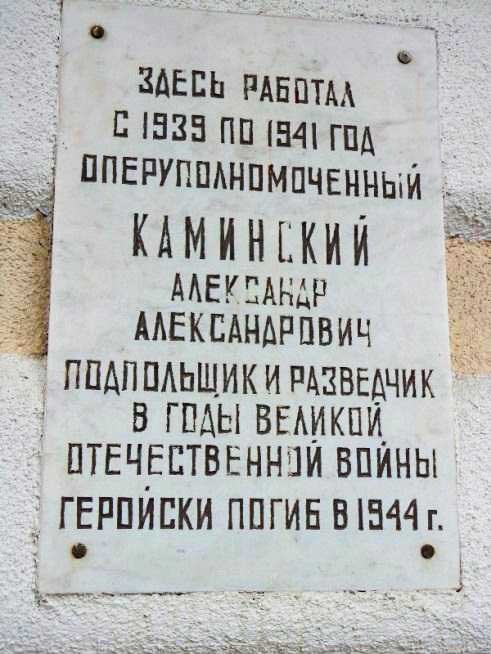 ЗДЕСЬ РАБОТАЛ
С 1939 ПО 1941 ГОД
ОПЕРУПОЛНОМОЧЕННЫЙ
КАМИНСКИЙ
АЛЕКСАНДР
АЛЕКСАНДРОВИЧ
ПОДПОЛЬЩИК И РАЗВЕДЧИК
В ГОДЫ ВЕЛИКОЙ
ОТЕЧЕСТВЕННОЙ ВОЙНЫ
ГЕРОЙСКИ ПОГИБ В 1944 г.